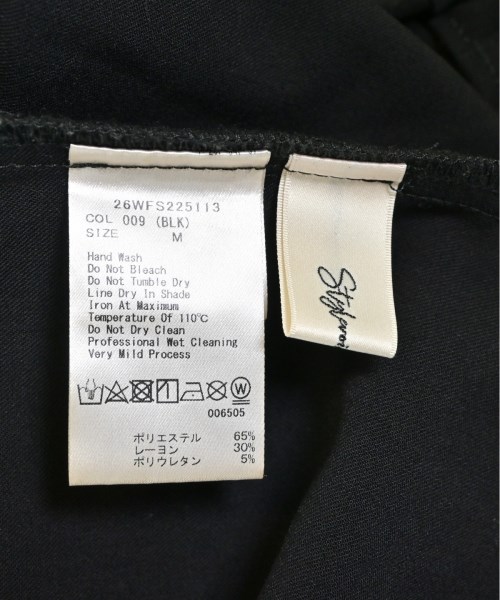 26WFS225113
COL 009 (BLK)
SIZE M
Hand Wash
Do Not Bleach
Do Not Tumble Dry
Line Dry In Shade
Iron At Maximum
Temperature Of 110℃
Do Not Dry Clean
Professional Wet Cleaning
Very Mild Process
W
006505
ポリエステル 65%
レーヨン 30%
ポリウレタン 5%